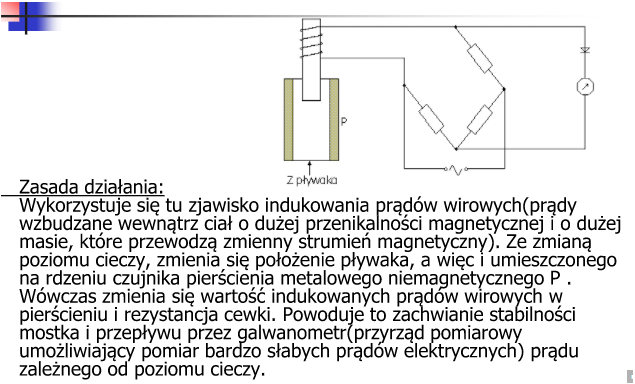 P
Z pływaka
Zasada działania:
Wykorzystuje się tu zjawisko indukowania prądów wirowych(prądy
wzbudzane wewnątrz ciał o dużej przenikalności magnetycznej i o dużej
masie, które przewodzą zmienny strumień magnetyczny). Ze zmianą
poziomu cieczy, zmienia się położenie pływaka, a więc i umieszczonego
na rdzeniu czujnika pierścienia metalowego niemagnetycznego P .
Wówczas zmienia się wartość indukowanych prądów wirowych w
pierścieniu i rezystancja cewki. Powoduje to zachwianie stabilności
mostka i przepływu przez galwanometr(przyrząd pomiarowy
umożliwiający pomiar bardzo słabych prądów elektrycznych) prądu
zależnego od poziomu cieczy.